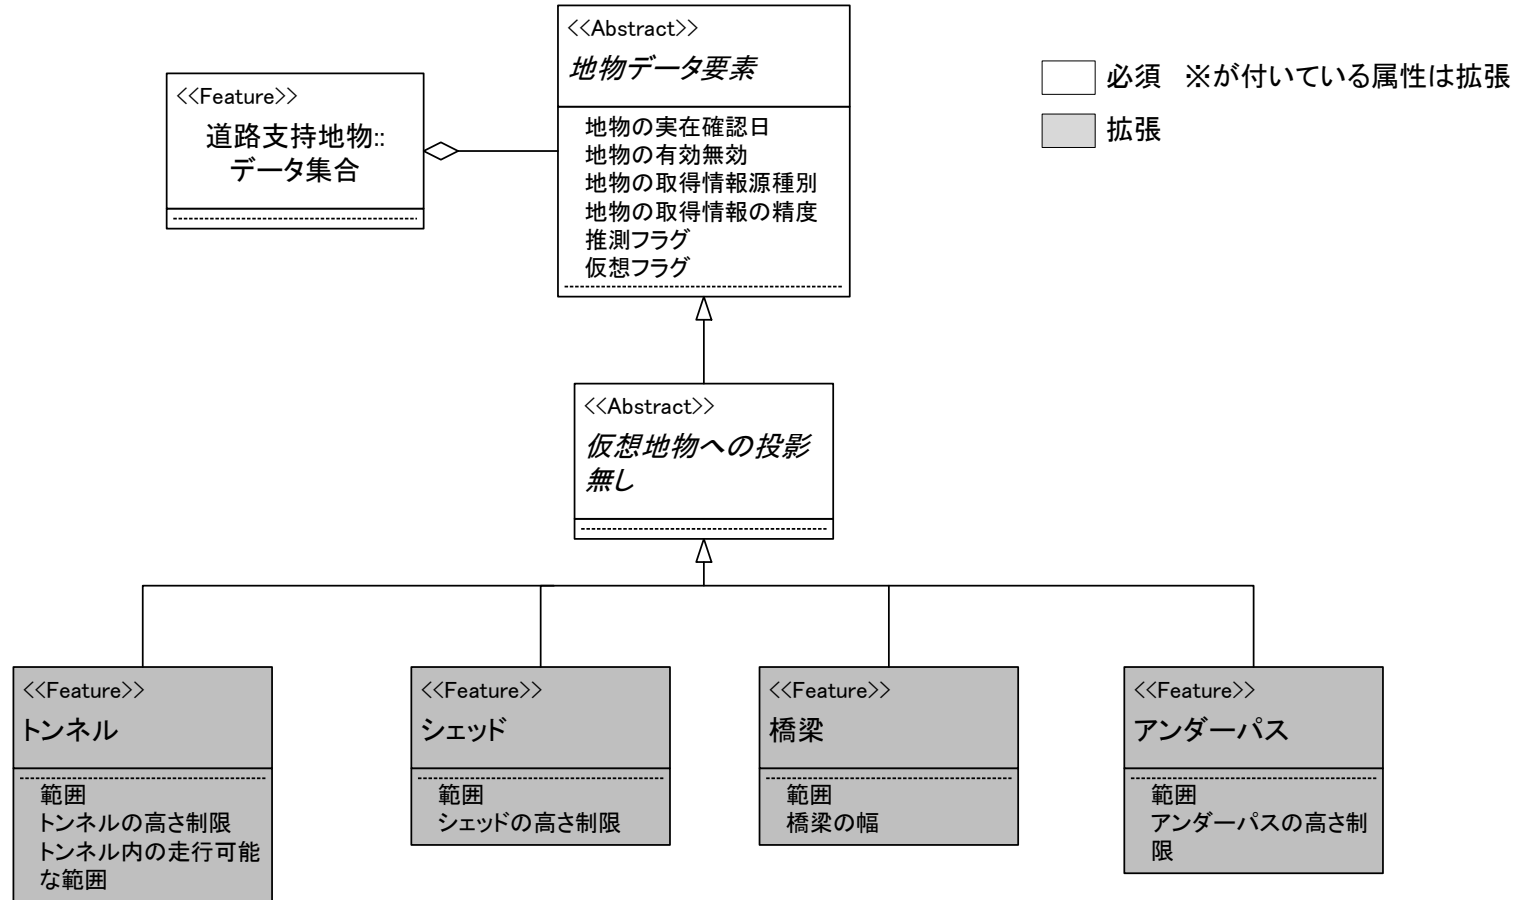 <<Abstract>>
地物データ要素
地物の実在確認日
地物の有効無効
地物の取得情報源種別
地物の取得情報の精度
推測フラグ
仮想フラグ
<<Feature>>
道路支持地物::
データ集合
必須 ※が付いている属性は拡張
拡張
<<Abstract>>
仮想地物への投影
無し
<<Feature>>
トンネル
範囲
トンネルの高さ制限
トンネル内の走行可能
な範囲
<<Feature>>
シェッド
範囲
シェッドの高さ制限
<<Feature>>
橋梁
範囲
橋梁の幅
<<Feature>>
アンダーパス
範囲
アンダーパスの高さ制
限